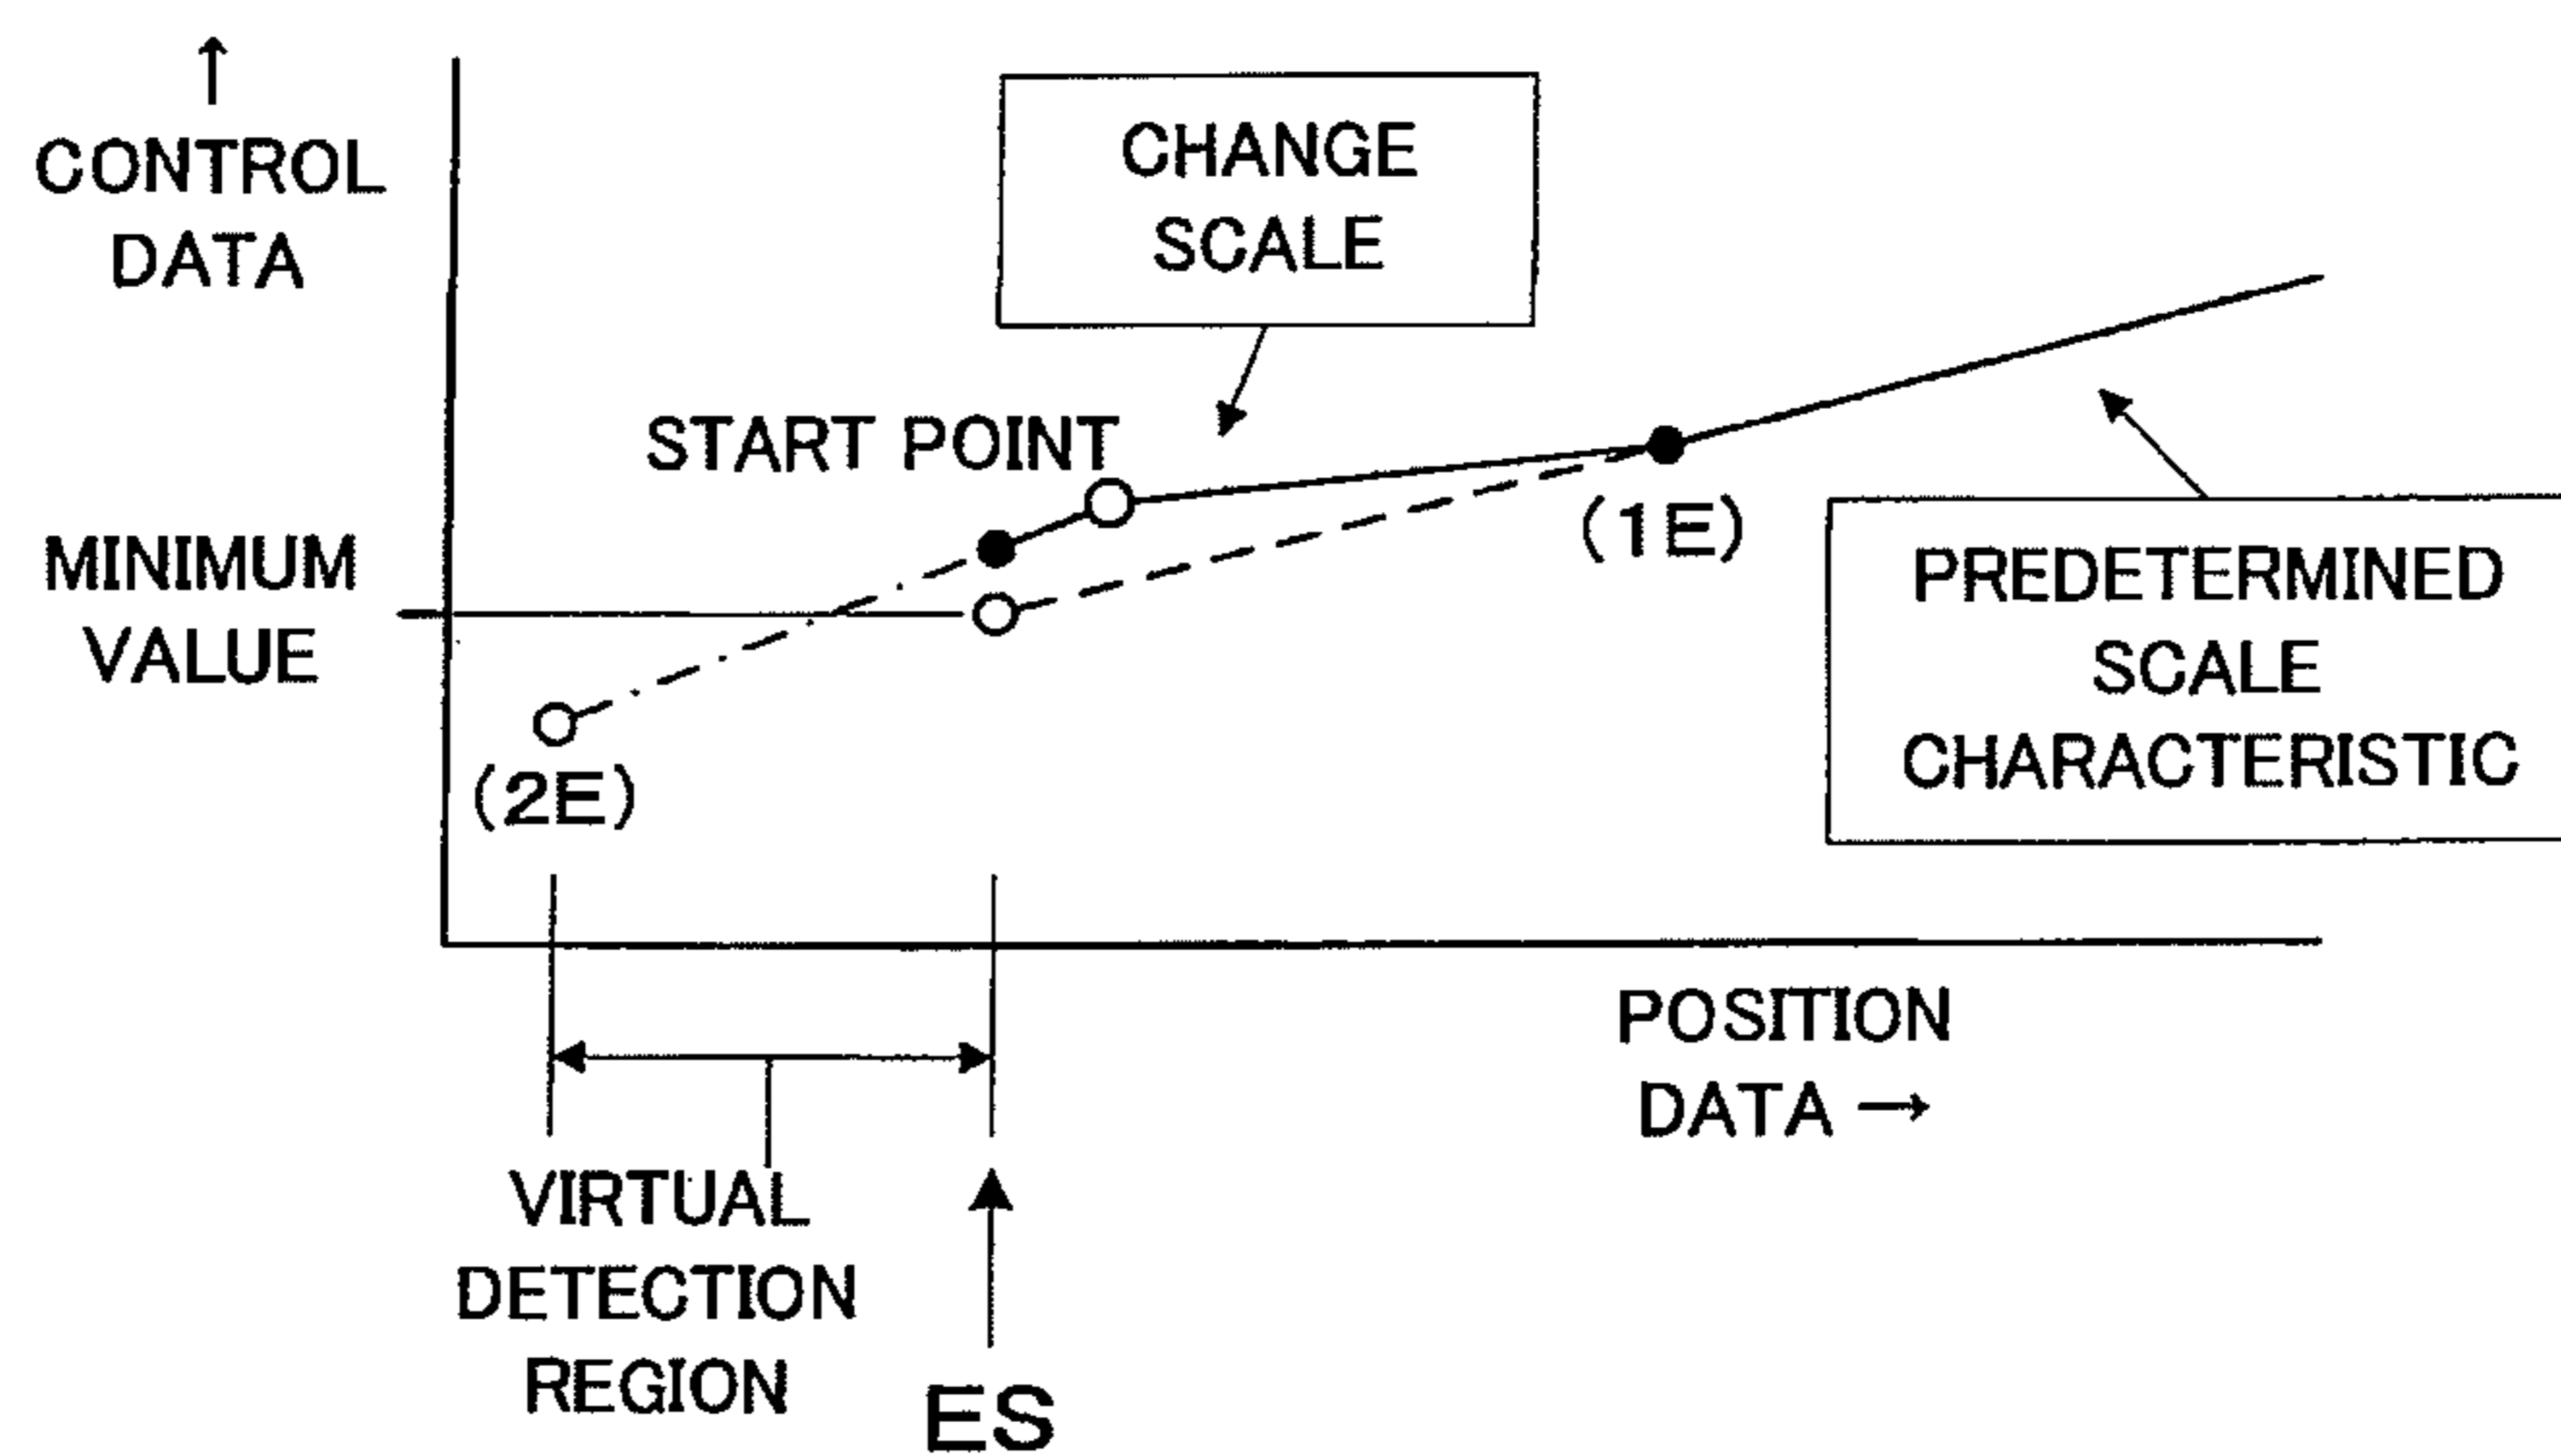 ↑
CONTROL
DATA
CHANGE
SCALE
START POINT
(1E)
MINIMUM
VALUE
PREDETERMINED
SCALE
CHARACTERISTIC
(2E)
POSITION
DATA →
VIRTUAL
DETECTION
REGION
ES